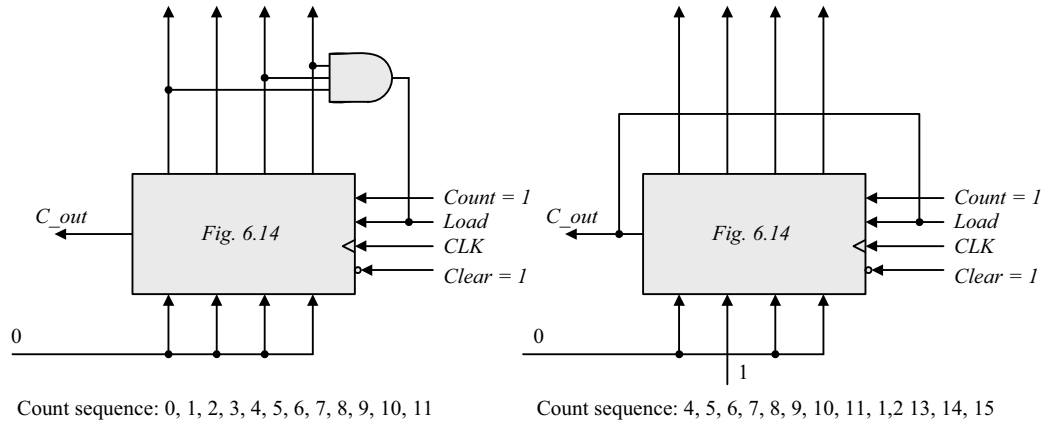 Count = 1
Load
C_out
Fig. 6.14
CLK
Clear = 1
0
Count sequence: 0, 1, 2, 3, 4, 5, 6, 7, 8, 9, 10, 11
Count = 1
Load
C_out
Fig. 6.14
CLK
Clear = 1
0
1
Count sequence: 4, 5, 6, 7, 8, 9, 10, 11, 1,2 13, 14, 15